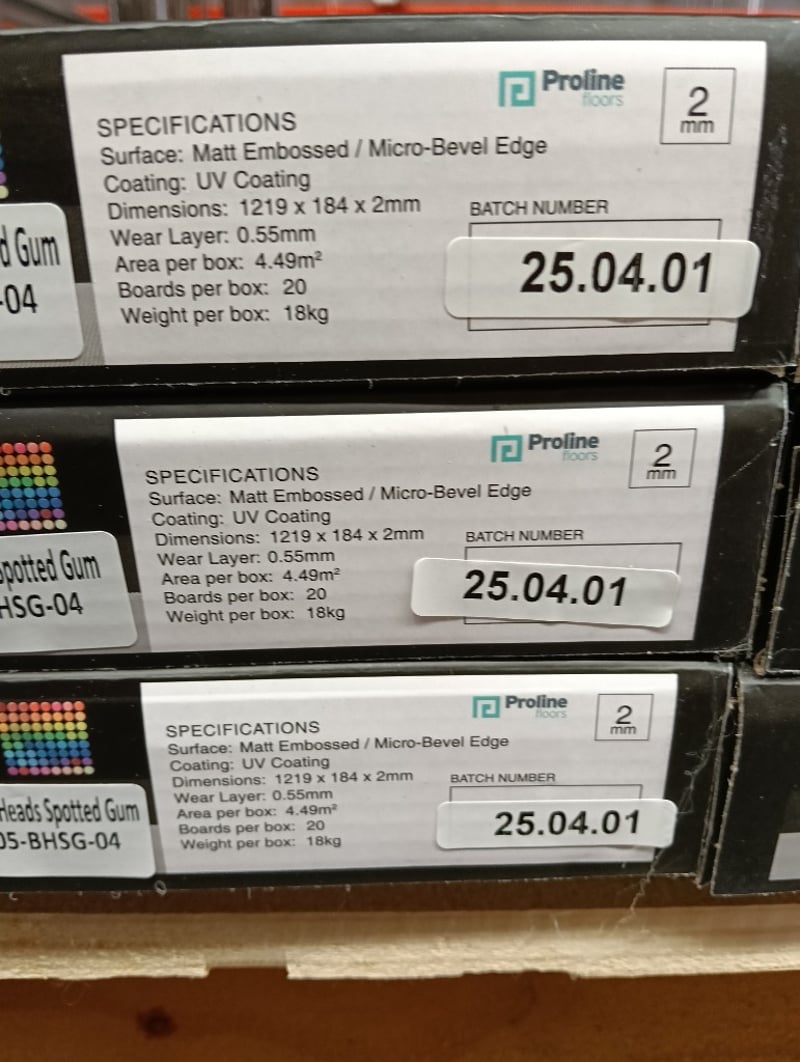 Proline
floors
2
mm
SPECIFICATIONS
Surface: Matt Embossed / Micro-Bevel Edge
Coating: UV Coating
Dimensions: 1219 x 184 x 2mm
Wear Layer: 0.55mm
Area per box: 4.49m²
Boards per box: 20
Weight per box: 18kg
BATCH NUMBER
25.04.01
d Gum
-04
Proline
floors
2
mm
SPECIFICATIONS
Surface: Matt Embossed / Micro-Bevel Edge
Coating: UV Coating
Dimensions: 1219 x 184 x 2mm
Wear Layer: 0.55mm
Area per box: 4.49m²
Boards per box: 20
Weight per box: 18kg
BATCH NUMBER
25.04.01
Spotted Gum
HSG-04
Proline
floors
2
mm
SPECIFICATIONS
Surface: Matt Embossed / Micro-Bevel Edge
Coating: UV Coating
Dimensions: 1219 x 184 x 2mm
Wear Layer: 0.55mm
Area per box: 4.49m²
Boards per box: 20
Weight per box: 18kg
BATCH NUMBER
25.04.01
Heads Spotted Gum
05-BHSG-04